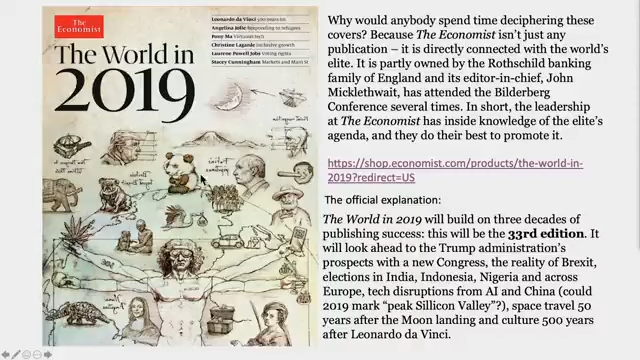 The
Economist
The World in
2019
Leonardo da Vinci
Angelina Jolie Responding to refugees
Pony Ma
Christine Lagarde Inclusive growth
Laurene Powell Jobs
Stacey Cunningham Markets and
Why would anybody spend time deciphering these
covers? Because The Economist isn't just any
publication – it is directly connected with the world's
elite. It is partly owned by the Rothschild banking
family of England and its editor-in-chief, John
Micklethwait, has attended the Bilderberg
Conference several times. In short, the leadership
at The Economist has inside knowledge of the elite's
agenda, and they do their best to promote it.
https://shop.economist.com/products/the-world-in-
2019?redirect=US
The official explanation:
The World in 2019 will build on three decades of
publishing success: this will be the 33rd edition. It
will look ahead to the Trump administration's
prospects with a new Congress, the reality of Brexit,
elections in India, Indonesia, Nigeria and across
Europe, tech disruptions from AI and China (could
2019 mark "peak Sillicon Valley"?), space travel 50
years after the Moon landing and culture 500 years
after Leonardo da Vinci.